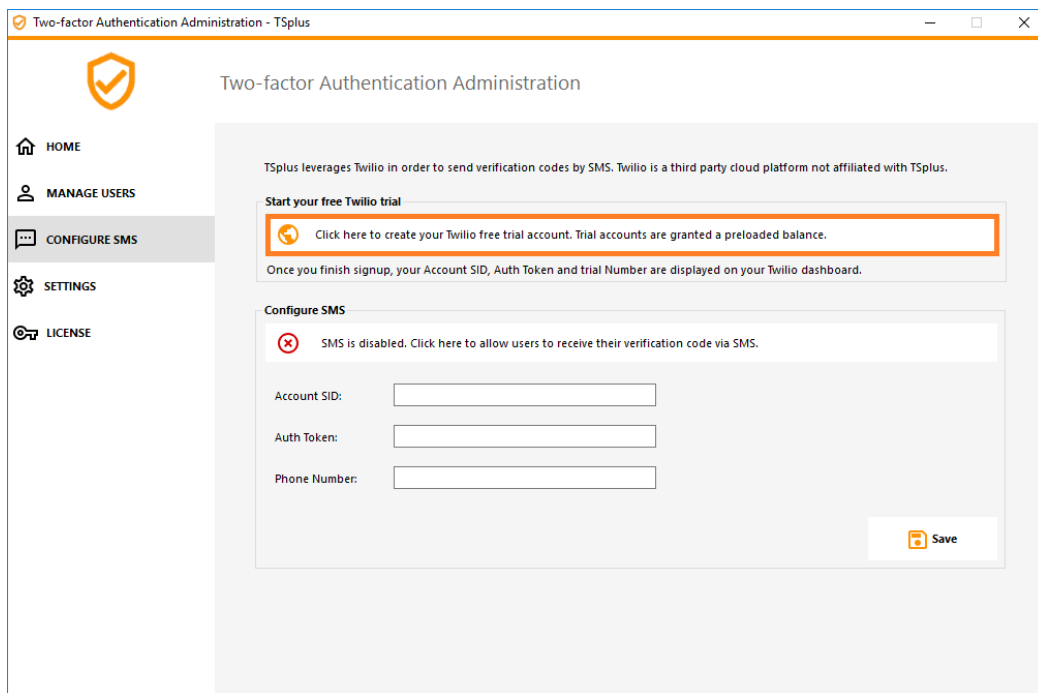 Two-factor Authentication Administration - TSplus
Two-factor Authentication Administration
HOME
MANAGE USERS
CONFIGURE SMS
SETTINGS
LICENSE
TSplus leverages Twilio in order to send verification codes by SMS. Twilio is a third party cloud platform not affiliated with TSplus.
Start your free Twilio trial
Click here to create your Twilio free trial account. Trial accounts are granted a preloaded balance.
Once you finish signup, your Account SID, Auth Token and trial Number are displayed on your Twilio dashboard.
Configure SMS
SMS is disabled. Click here to allow users to receive their verification code via SMS.
Account SID:
Auth Token:
Phone Number:
Save